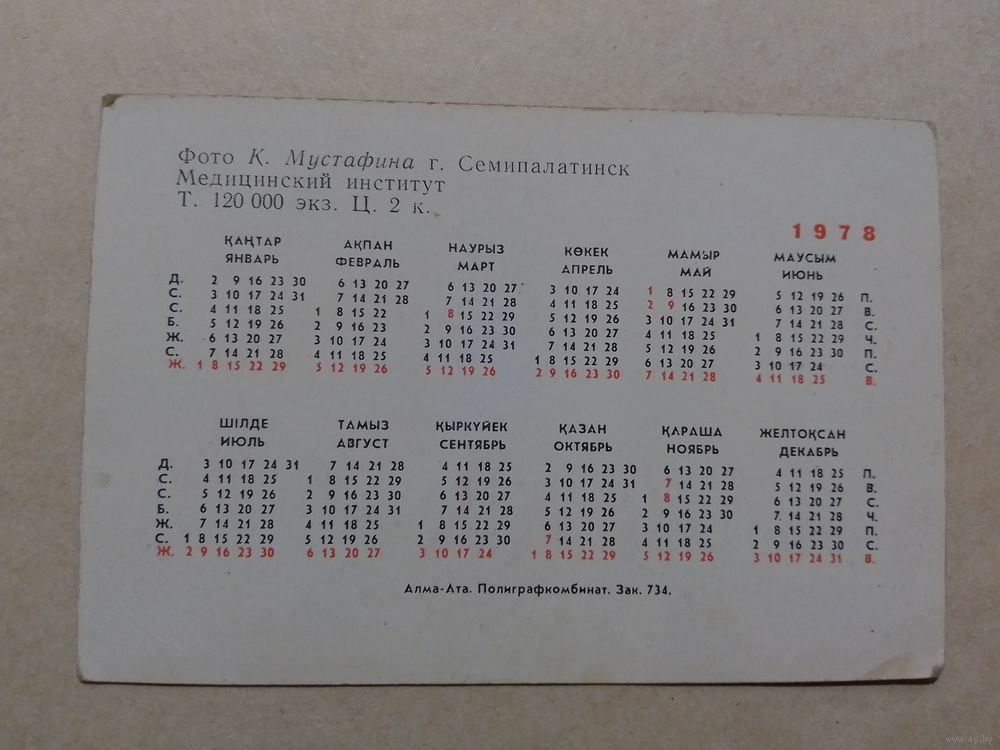 Фото К. Мустафина г. Семипалатинск
Медицинский институт
Т. 120 000 экз. Ц. 2 к.
1978
ҚАҢТАР АҚПАН НАУРЫЗ КӨКЕК МАМЫР МАУСЫМ
ЯНВАРЬ ФЕВРАЛЬ МАРТ АПРЕЛЬ МАЙ ИЮНЬ
Д. 2 9 16 23 30 6 13 20 27 6 13 20 27 3 10 17 24 1 8 15 22 29 5 12 19 26 П.
С. 3 10 17 24 31 7 14 21 28 7 14 21 28 4 11 18 25 2 9 16 23 30 6 13 20 27 В.
С. 4 11 18 25 1 8 15 22 1 8 15 22 29 5 12 19 26 3 10 17 24 31 7 14 21 28 С.
Б. 5 12 19 26 2 9 16 23 2 9 16 23 30 6 13 20 27 4 11 18 25 1 8 15 22 29 Ч.
Ж. 6 13 20 27 3 10 17 24 3 10 17 24 31 7 14 21 28 5 12 19 26 2 9 16 23 30 П.
С. 7 14 21 28 4 11 18 25 4 11 18 25 1 8 15 22 29 6 13 20 27 3 10 17 24 С.
Ж. 1 8 15 22 29 5 12 19 26 5 12 19 26 2 9 16 23 30 7 14 21 28 4 11 18 25 В.
ШІЛДЕ ТАМЫЗ ҚЫРКҮЙЕК ҚАЗАН ҚАРАША ЖЕЛТОҚСАН
ИЮЛЬ АВГУСТ СЕНТЯБРЬ ОКТЯБРЬ НОЯБРЬ ДЕКАБРЬ
Д. 3 10 17 24 31 7 14 21 28 4 11 18 25 2 9 16 23 30 6 13 20 27 4 11 18 25 П.
С. 4 11 18 25 1 8 15 22 29 5 12 19 26 3 10 17 24 31 7 14 21 28 5 12 19 26 В.
С. 5 12 19 26 2 9 16 23 30 6 13 20 27 4 11 18 25 1 8 15 22 29 6 13 20 27 С.
Б. 6 13 20 27 3 10 17 24 31 7 14 21 28 5 12 19 26 2 9 16 23 30 7 14 21 28 Ч.
Ж. 7 14 21 28 4 11 18 25 1 8 15 22 29 6 13 20 27 3 10 17 24 1 8 15 22 29 П.
С. 1 8 15 22 29 5 12 19 26 2 9 16 23 30 7 14 21 28 4 11 18 25 2 9 16 23 30 С.
Ж. 2 9 16 23 30 6 13 20 27 3 10 17 24 1 8 15 22 29 5 12 19 26 3 10 17 24 31 В.
Алма-Ата. Полиграфкомбинат. Зак. 734.
www.ay.by